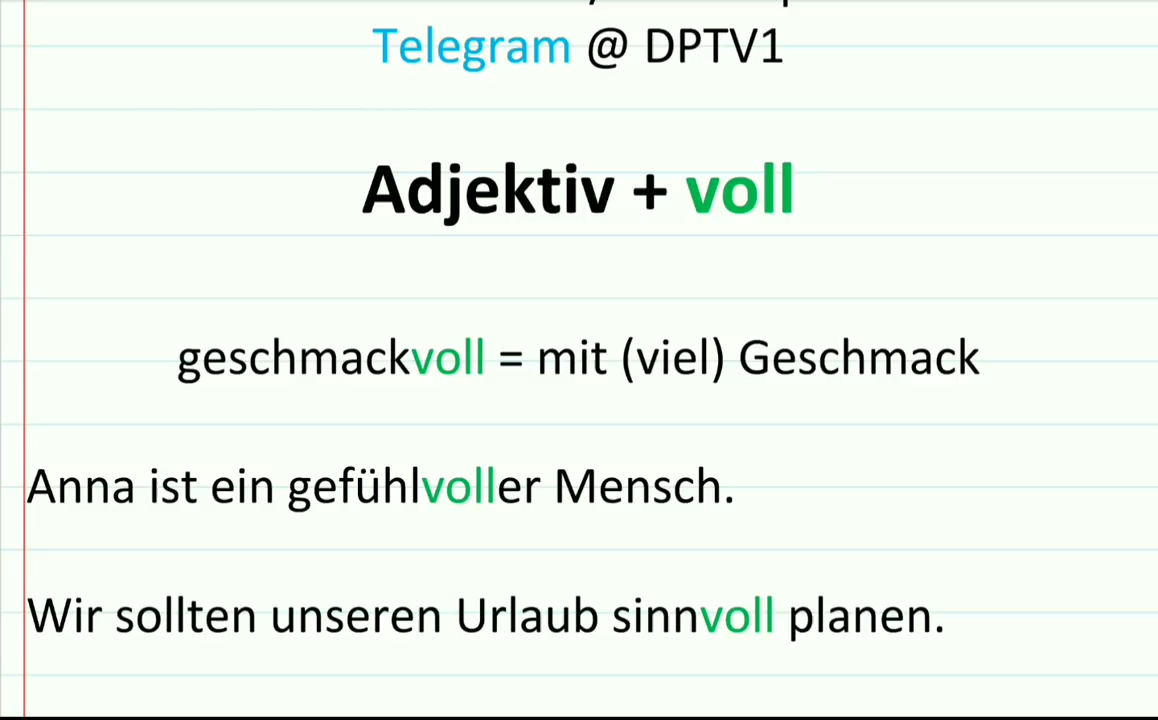 Telegram @ DPTV1
Adjektiv + voll
geschmackvoll = mit (viel) Geschmack
Anna ist ein gefühlvoller Mensch.
Wir sollten unseren Urlaub sinnvoll planen.